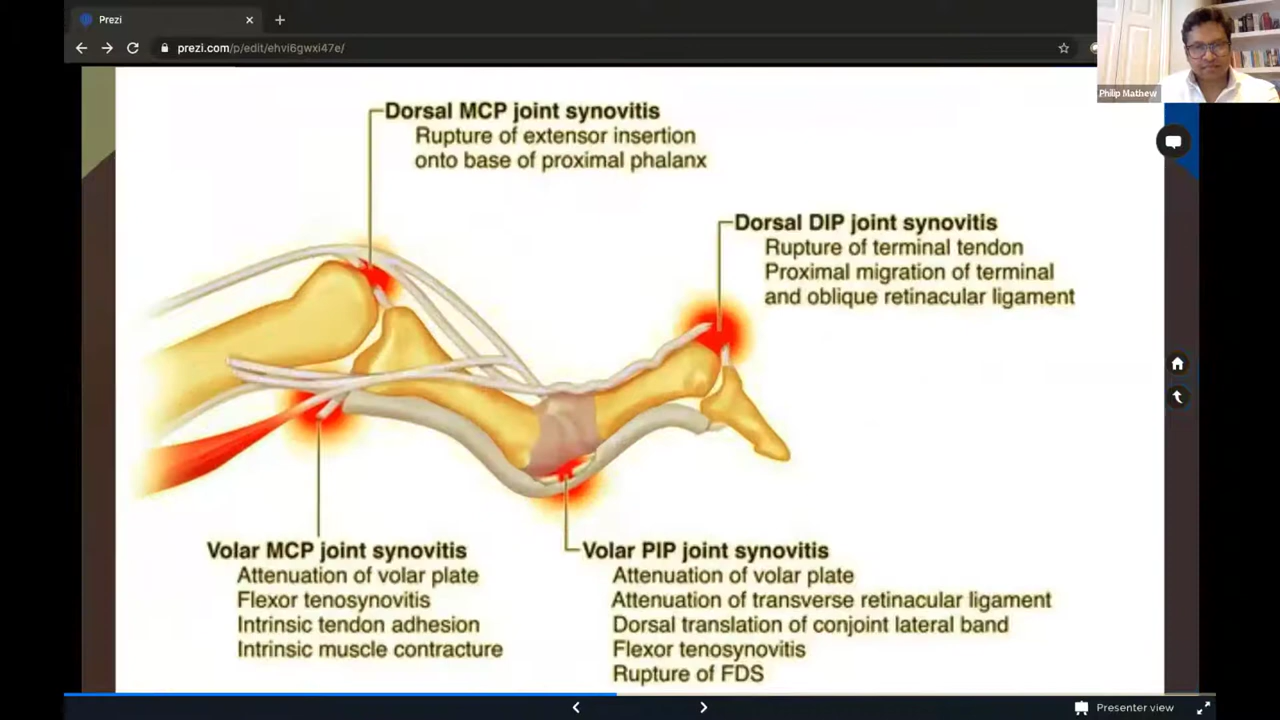 Prezi
prezi.com/p/edit/ehvi6gwxi47e/
Philip Mathew
Dorsal MCP joint synovitis
Rupture of extensor insertion
onto base of proximal phalanx
Dorsal DIP joint synovitis
Rupture of terminal tendon
Proximal migration of terminal
and oblique retinacular ligament
Volar MCP joint synovitis
Attenuation of volar plate
Flexor tenosynovitis
Intrinsic tendon adhesion
Intrinsic muscle contracture
Volar PIP joint synovitis
Attenuation of volar plate
Attenuation of transverse retinacular ligament
Dorsal translation of conjoint lateral band
Flexor tenosynovitis
Rupture of FDS
Presenter view